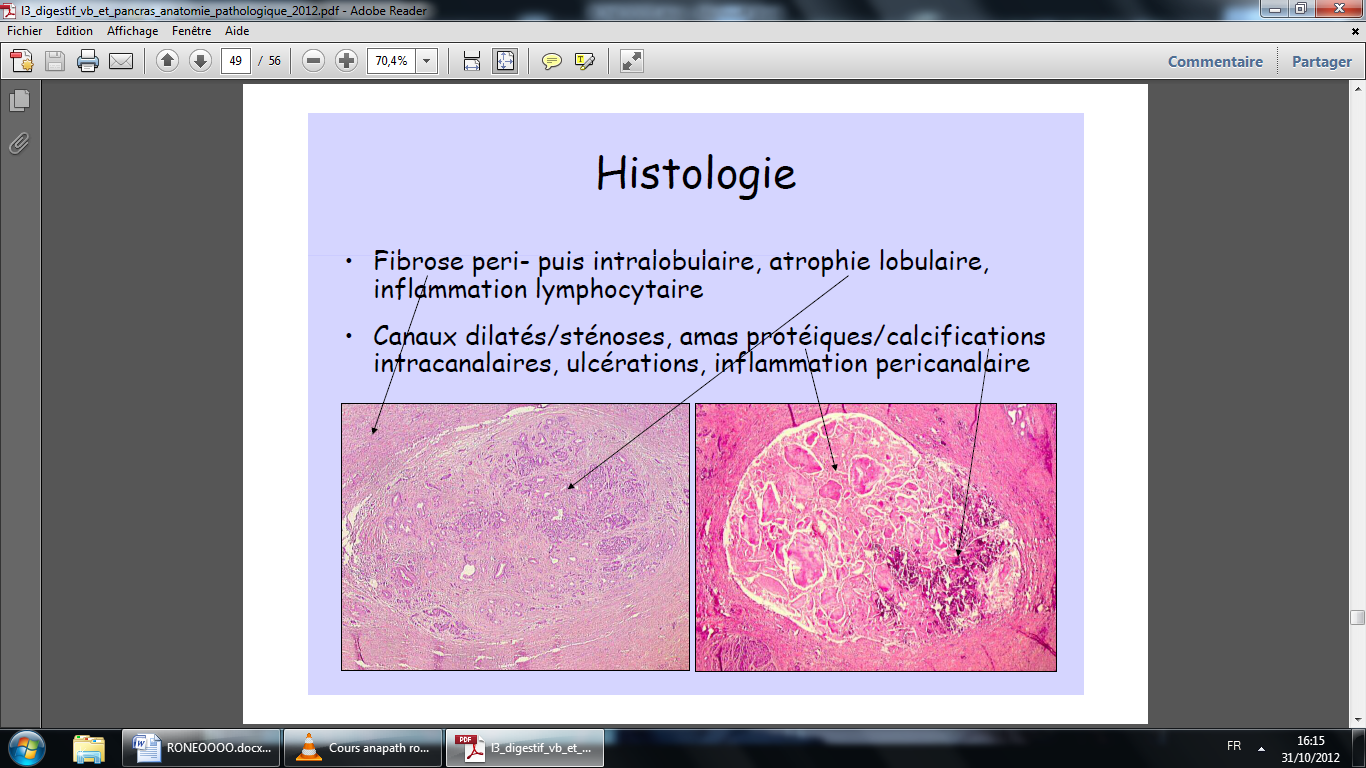 l3_digestif_vb_et_pancras_anatomie_pathologique_2012.pdf - Adobe Reader
Fichier Edition Affichage Fenêtre Aide
49 / 56 70,4% Commentaire Partager
Histologie
• Fibrose peri- puis intralobulaire, atrophie lobulaire,
inflammation lymphocytaire
• Canaux dilatés/sténoses, amas protéiques/calcifications
intracanalaires, ulcérations, inflammation pericanalaire
RONEOOOO.docx... Cours anapath ro... l3_digestif_vb_et_... FR 16:15
31/10/2012